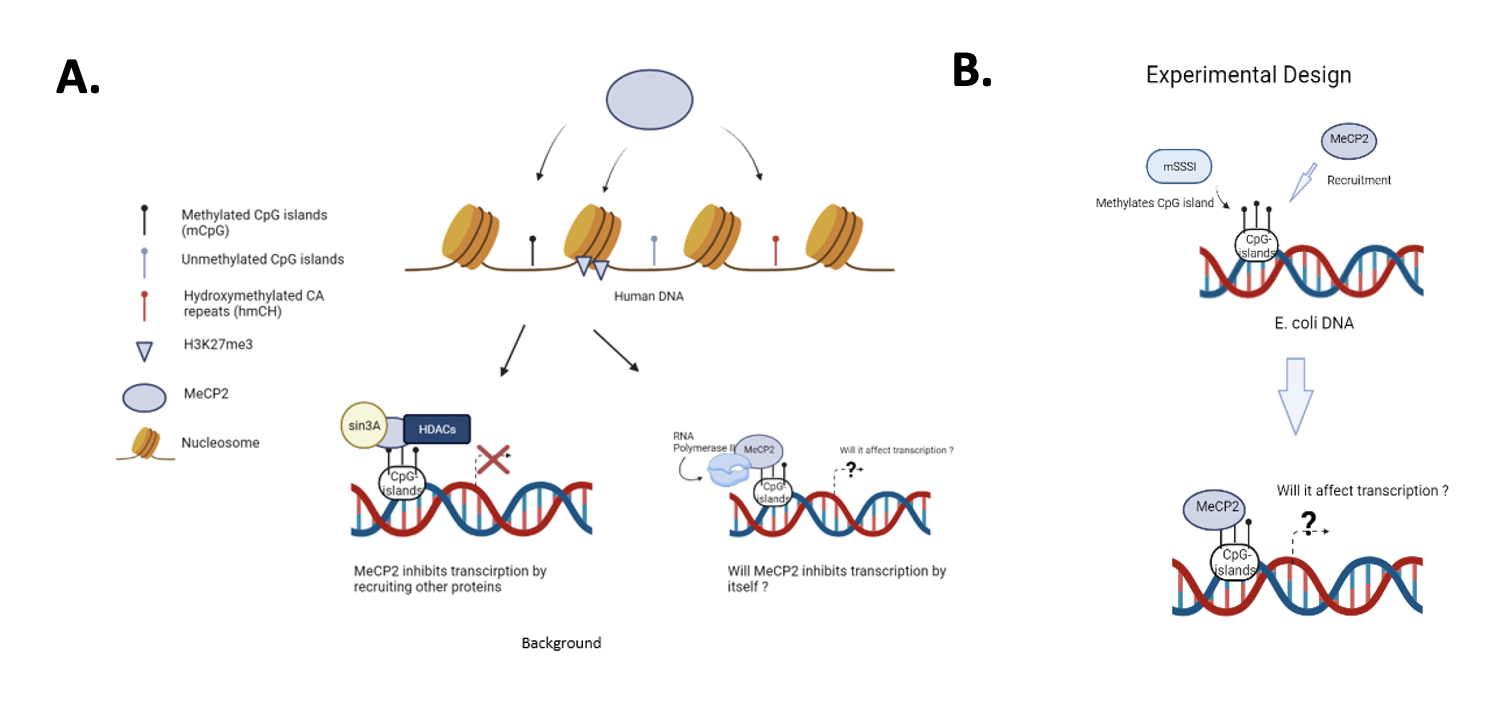 A.
Methylated CpG islands
(mCpG)
Unmethylated CpG islands
Hydroxymethylated CA
repeats (hmCH)
H3K27me3
MeCP2
Nucleosome
Human DNA
sin3A
HDACs
CpG-
islands
MeCP2 inhibits transcirption by
recruiting other proteins
RNA
Polymerase II
MeCP2
Will it affect transcription ?
?
CpG-
islands
Will MeCP2 inhibits transcription by
itself ?
Background
B.
Experimental Design
MeCP2
mSSSI
Recruitment
Methylates CpG island
CpG-
islands
E. coli DNA
Will it affect transcription ?
MeCP2
?
CpG-
islands